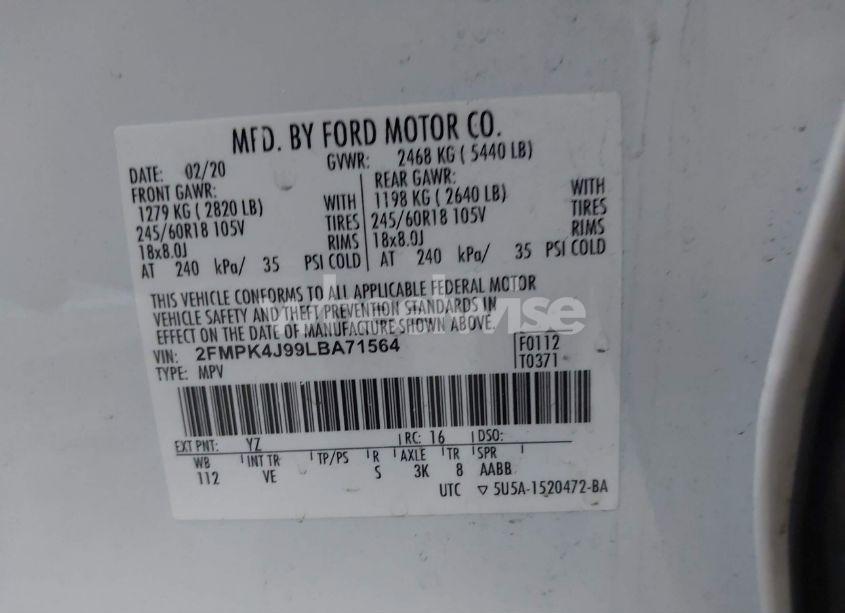 MFD. BY FORD MOTOR CO.
DATE: 02/20 GVWR: 2468 KG ( 5440 LB)
FRONT GAWR: REAR GAWR:
1279 KG ( 2820 LB) WITH 1198 KG ( 2640 LB) WITH
245/60R18 105V TIRES 245/60R18 105V TIRES
18x8.0J RIMS 18x8.0J RIMS
AT 240 kPa/ 35 PSI COLD AT 240 kPa/ 35 PSI COLD
THIS VEHICLE CONFORMS TO ALL APPLICABLE FEDERAL MOTOR
VEHICLE SAFETY AND THEFT PREVENTION STANDARDS IN
EFFECT ON THE DATE OF MANUFACTURE SHOWN ABOVE.
VIN: 2FMPK4J99LBA71564 F0112
TYPE: MPV T0371
EXT PNT: YZ RC: 16 DSO:
WB INT TR TP/PS R AXLE TR SPR
112 VE S 3K 8 AABB
UTC ▽ 5U5A-1520472-BA